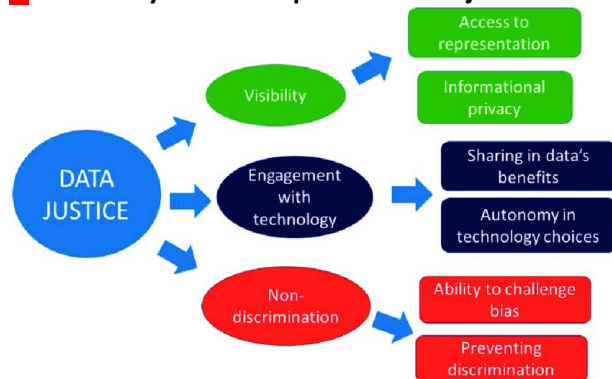 DATA
JUSTICE
Visibility
Access to
representation
Informational
privacy
Engagement
with
technology
Sharing in data's
benefits
Autonomy in
technology choices
Non-
discrimination
Ability to challenge
bias
Preventing
discrimination